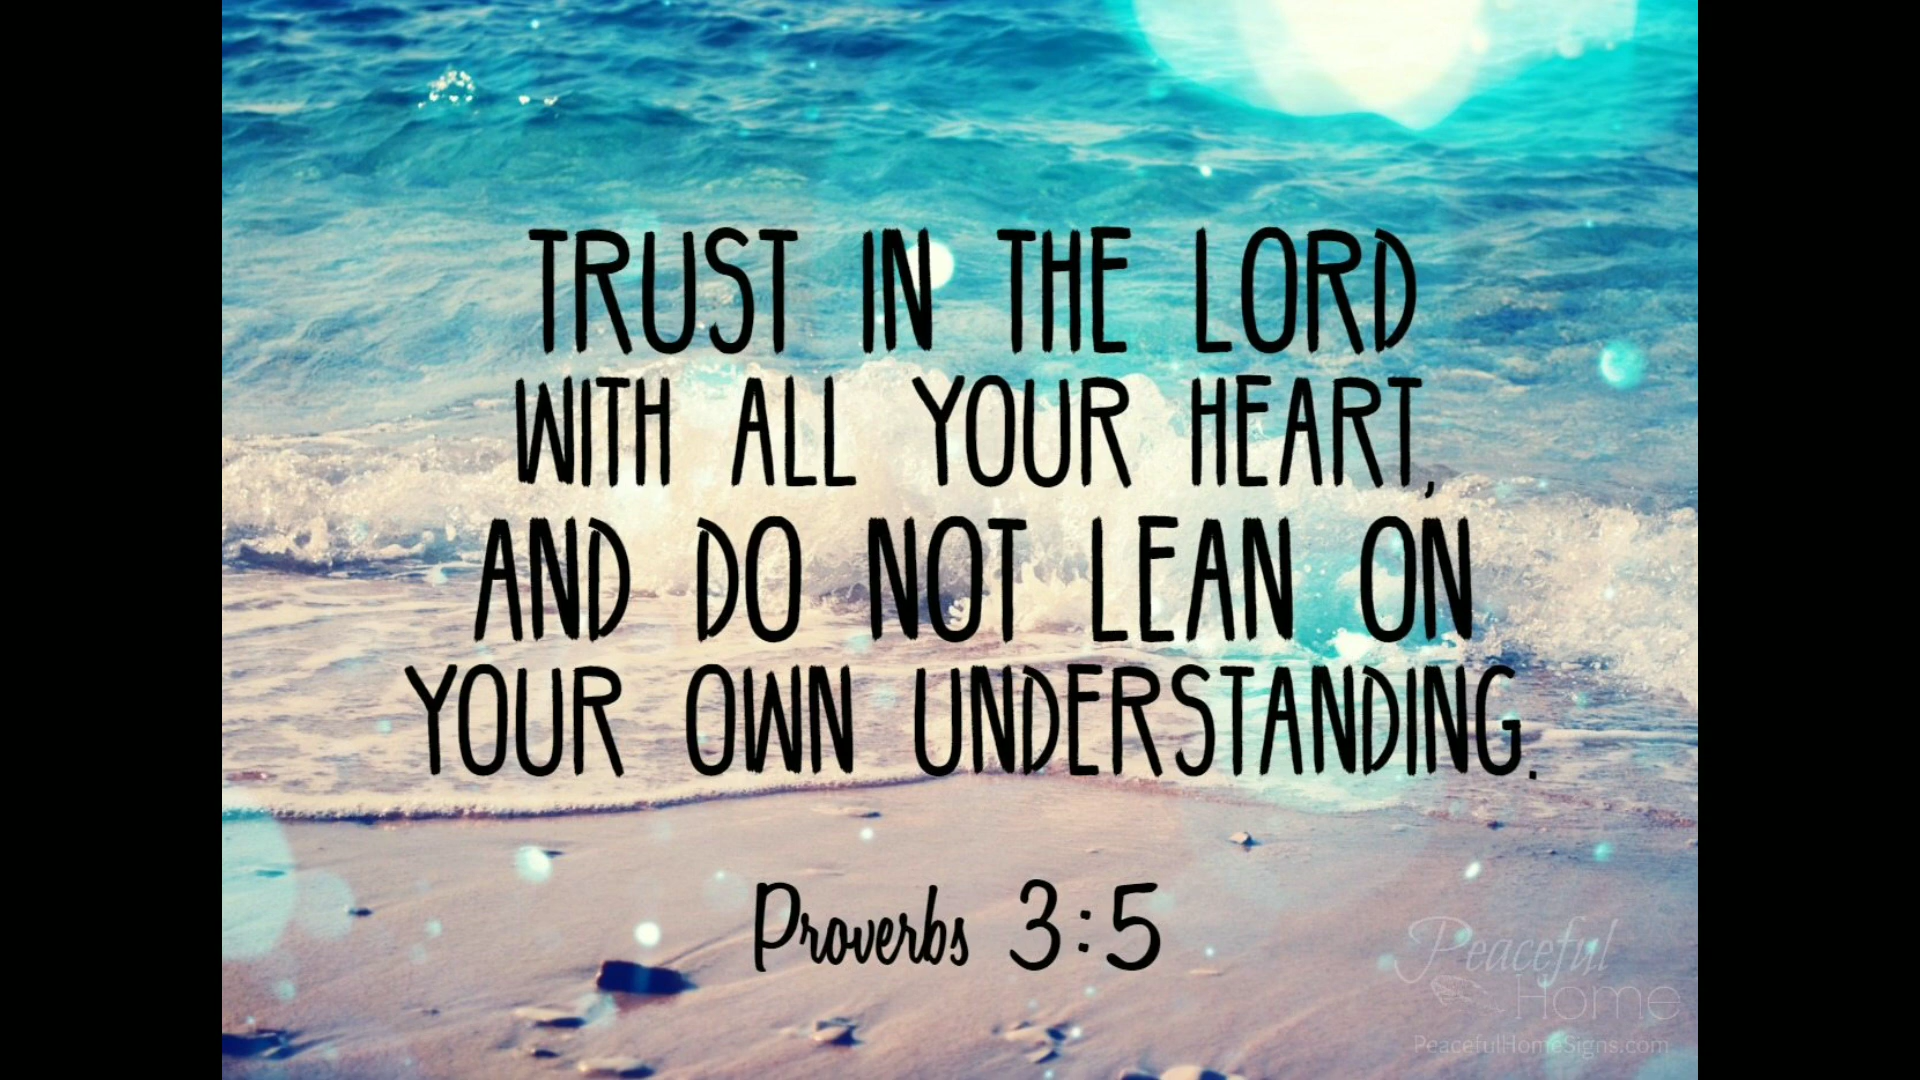 TRUST IN THE LORD
WITH ALL YOUR HEART,
AND DO NOT LEAN ON
YOUR OWN UNDERSTANDING.
Proverbs 3:5
Peaceful
Home
PeacefulHomeSigns.com